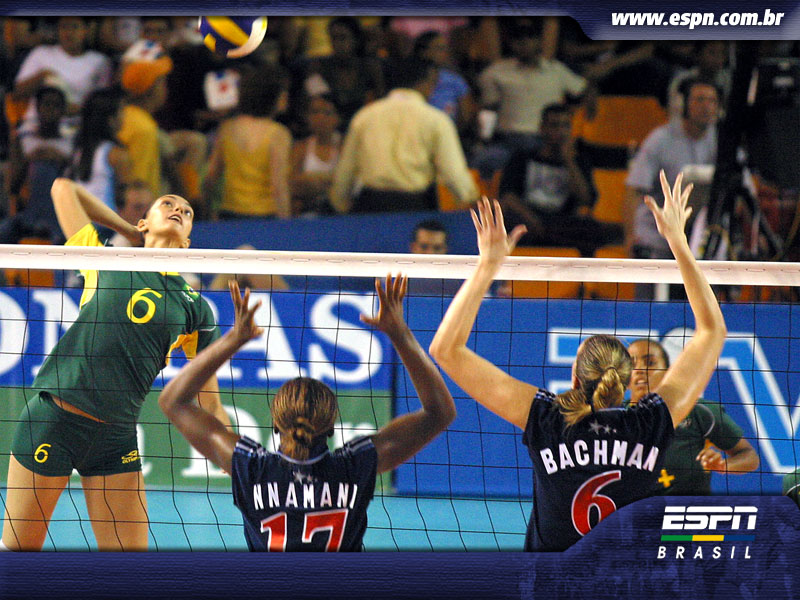 www.espn.com.br
6
6
NNAMANI
17
BACHMAN
6
ESPN
BRASIL